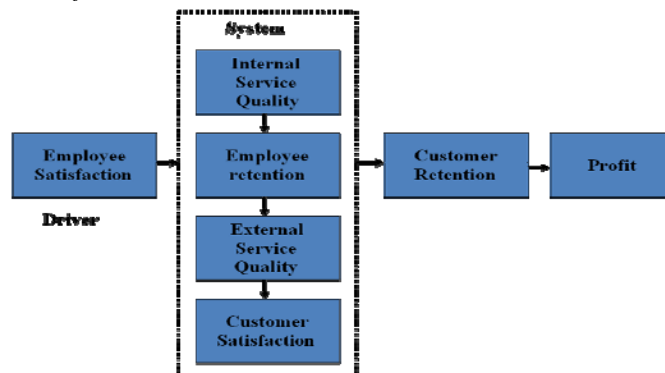 System
Internal
Service
Quality
Employee
Satisfaction
Employee
retention
Customer
Retention
Profit
Driver
External
Service
Quality
Customer
Satisfaction